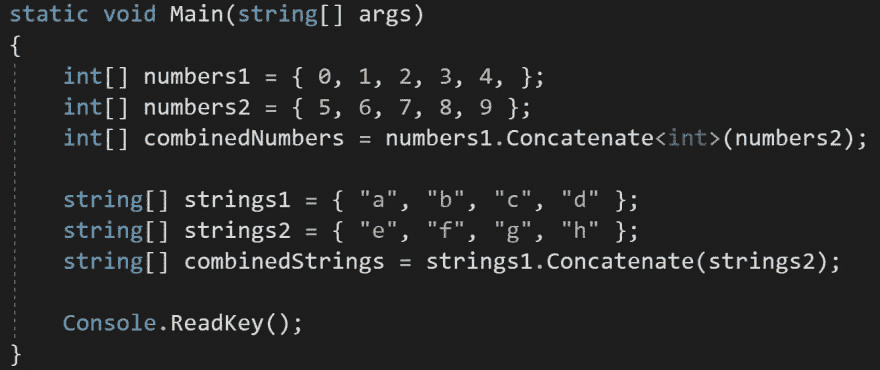 static void Main(string[] args)
{
    int[] numbers1 = { 0, 1, 2, 3, 4, };
    int[] numbers2 = { 5, 6, 7, 8, 9 };
    int[] combinedNumbers = numbers1.Concatenate<int>(numbers2);

    string[] strings1 = { "a", "b", "c", "d" };
    string[] strings2 = { "e", "f", "g", "h" };
    string[] combinedStrings = strings1.Concatenate(strings2);

    Console.ReadKey();
}